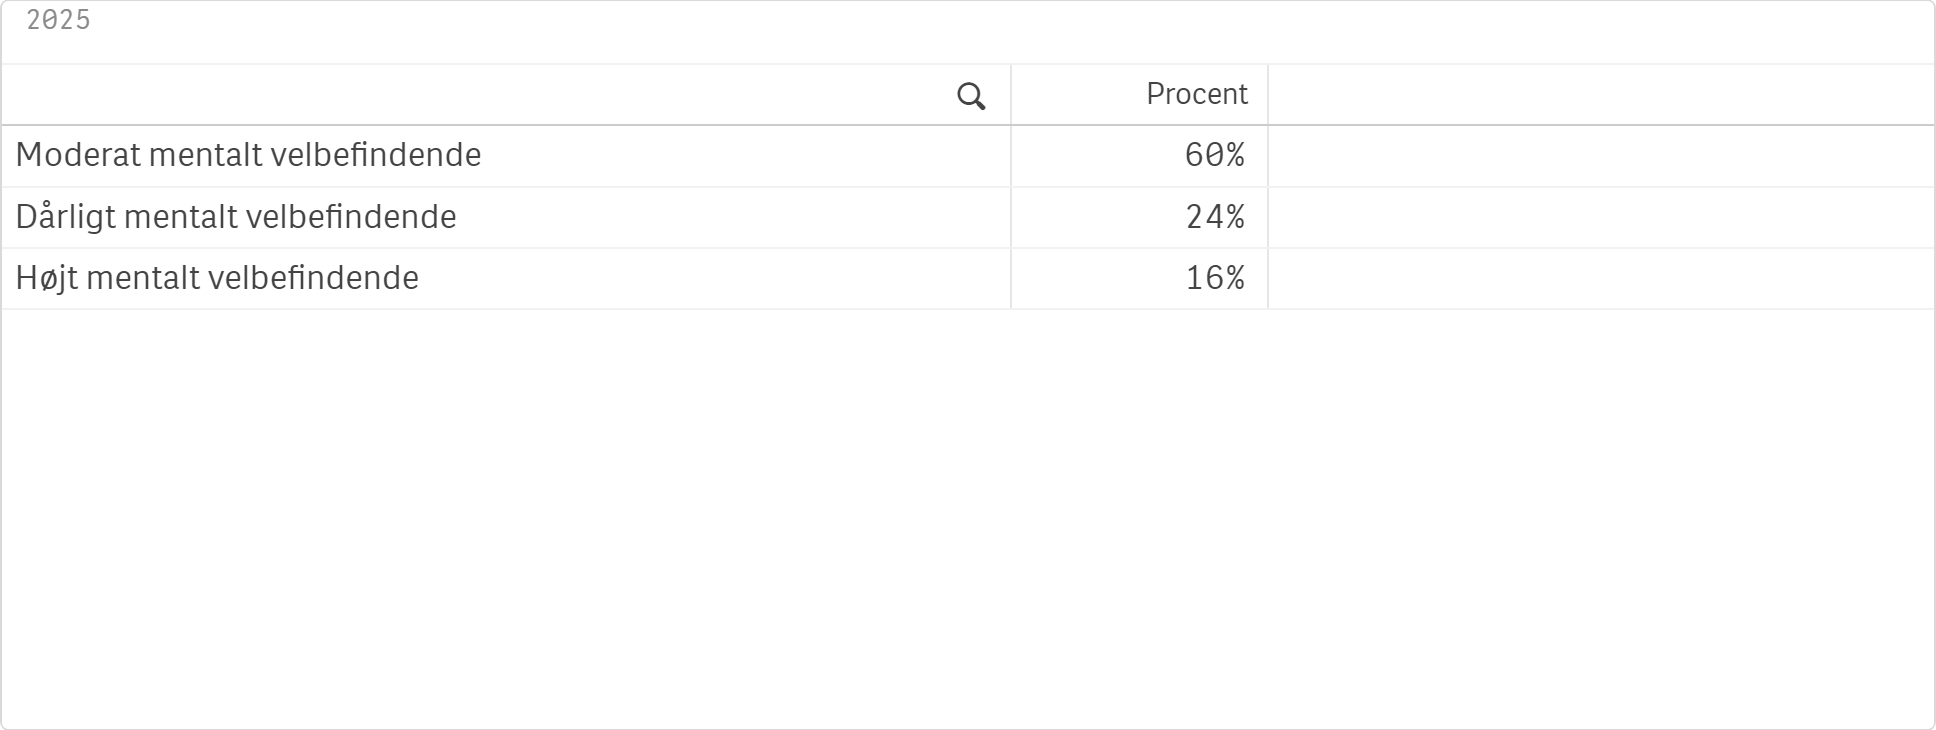 2025
Procent
Moderat mentalt velbefindende 60%
Dårligt mentalt velbefindende 24%
Højt mentalt velbefindende 16%